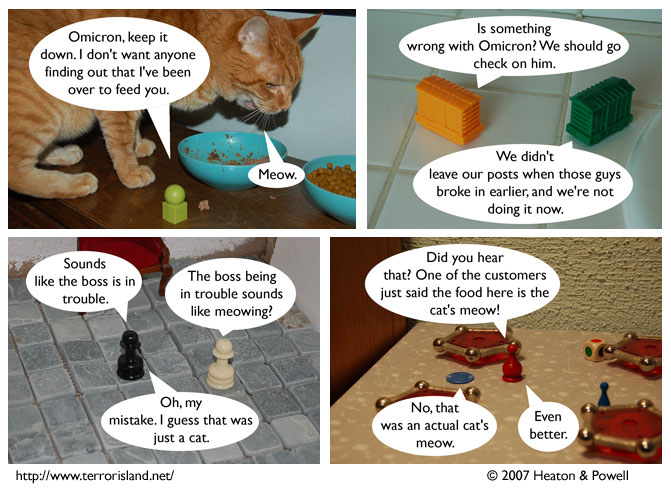 Omicron, keep it
down. I don't want anyone
finding out that I've been
over to feed you.
Meow.
Is something
wrong with Omicron? We should go
check on him.
We didn't
leave our posts when those guys
broke in earlier, and we're not
doing it now.
Sounds
like the boss is in
trouble.
The boss being
in trouble sounds
like meowing?
Oh, my
mistake. I guess that was
just a cat.
Did you hear
that? One of the customers
just said the food here is the
cat's meow!
No, that
was an actual cat's
meow.
Even
better.
http://www.terrorisland.net/
© 2007 Heaton & Powell